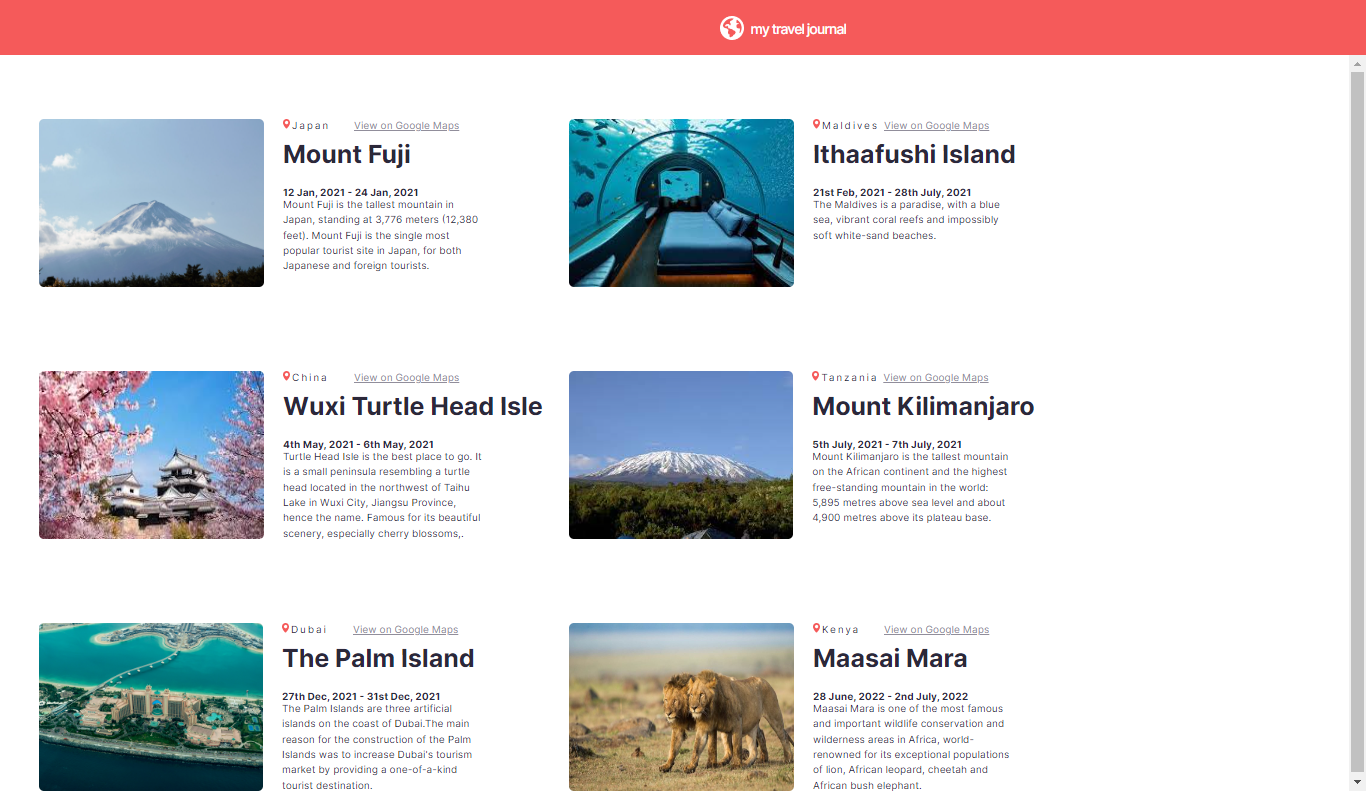 my travel journal
Japan View on Google Maps
Mount Fuji
12 Jan, 2021 - 24 Jan, 2021
Mount Fuji is the tallest mountain in
Japan, standing at 3,776 meters (12,380
feet). Mount Fuji is the single most
popular tourist site in Japan, for both
Japanese and foreign tourists.
Maldives View on Google Maps
Ithaafushi Island
21st Feb, 2021 - 28th July, 2021
The Maldives is a paradise, with a blue
sea, vibrant coral reefs and impossibly
soft white-sand beaches.
China View on Google Maps
Wuxi Turtle Head Isle
4th May, 2021 - 6th May, 2021
Turtle Head Isle is the best place to go. It
is a small peninsula resembling a turtle
head located in the northwest of Taihu
Lake in Wuxi City, Jiangsu Province,
hence the name. Famous for its beautiful
scenery, especially cherry blossoms,.
Tanzania View on Google Maps
Mount Kilimanjaro
5th July, 2021 - 7th July, 2021
Mount Kilimanjaro is the tallest mountain
on the African continent and the highest
free-standing mountain in the world:
5,895 metres above sea level and about
4,900 metres above its plateau base.
Dubai View on Google Maps
The Palm Island
27th Dec, 2021 - 31st Dec, 2021
The Palm Islands are three artificial
islands on the coast of Dubai.The main
reason for the construction of the Palm
Islands was to increase Dubai's tourism
market by providing a one-of-a-kind
tourist destination.
Kenya View on Google Maps
Maasai Mara
28 June, 2022 - 2nd July, 2022
Maasai Mara is one of the most famous
and important wildlife conservation and
wilderness areas in Africa, world-
renowned for its exceptional populations
of lion, African leopard, cheetah and
African bush elephant.